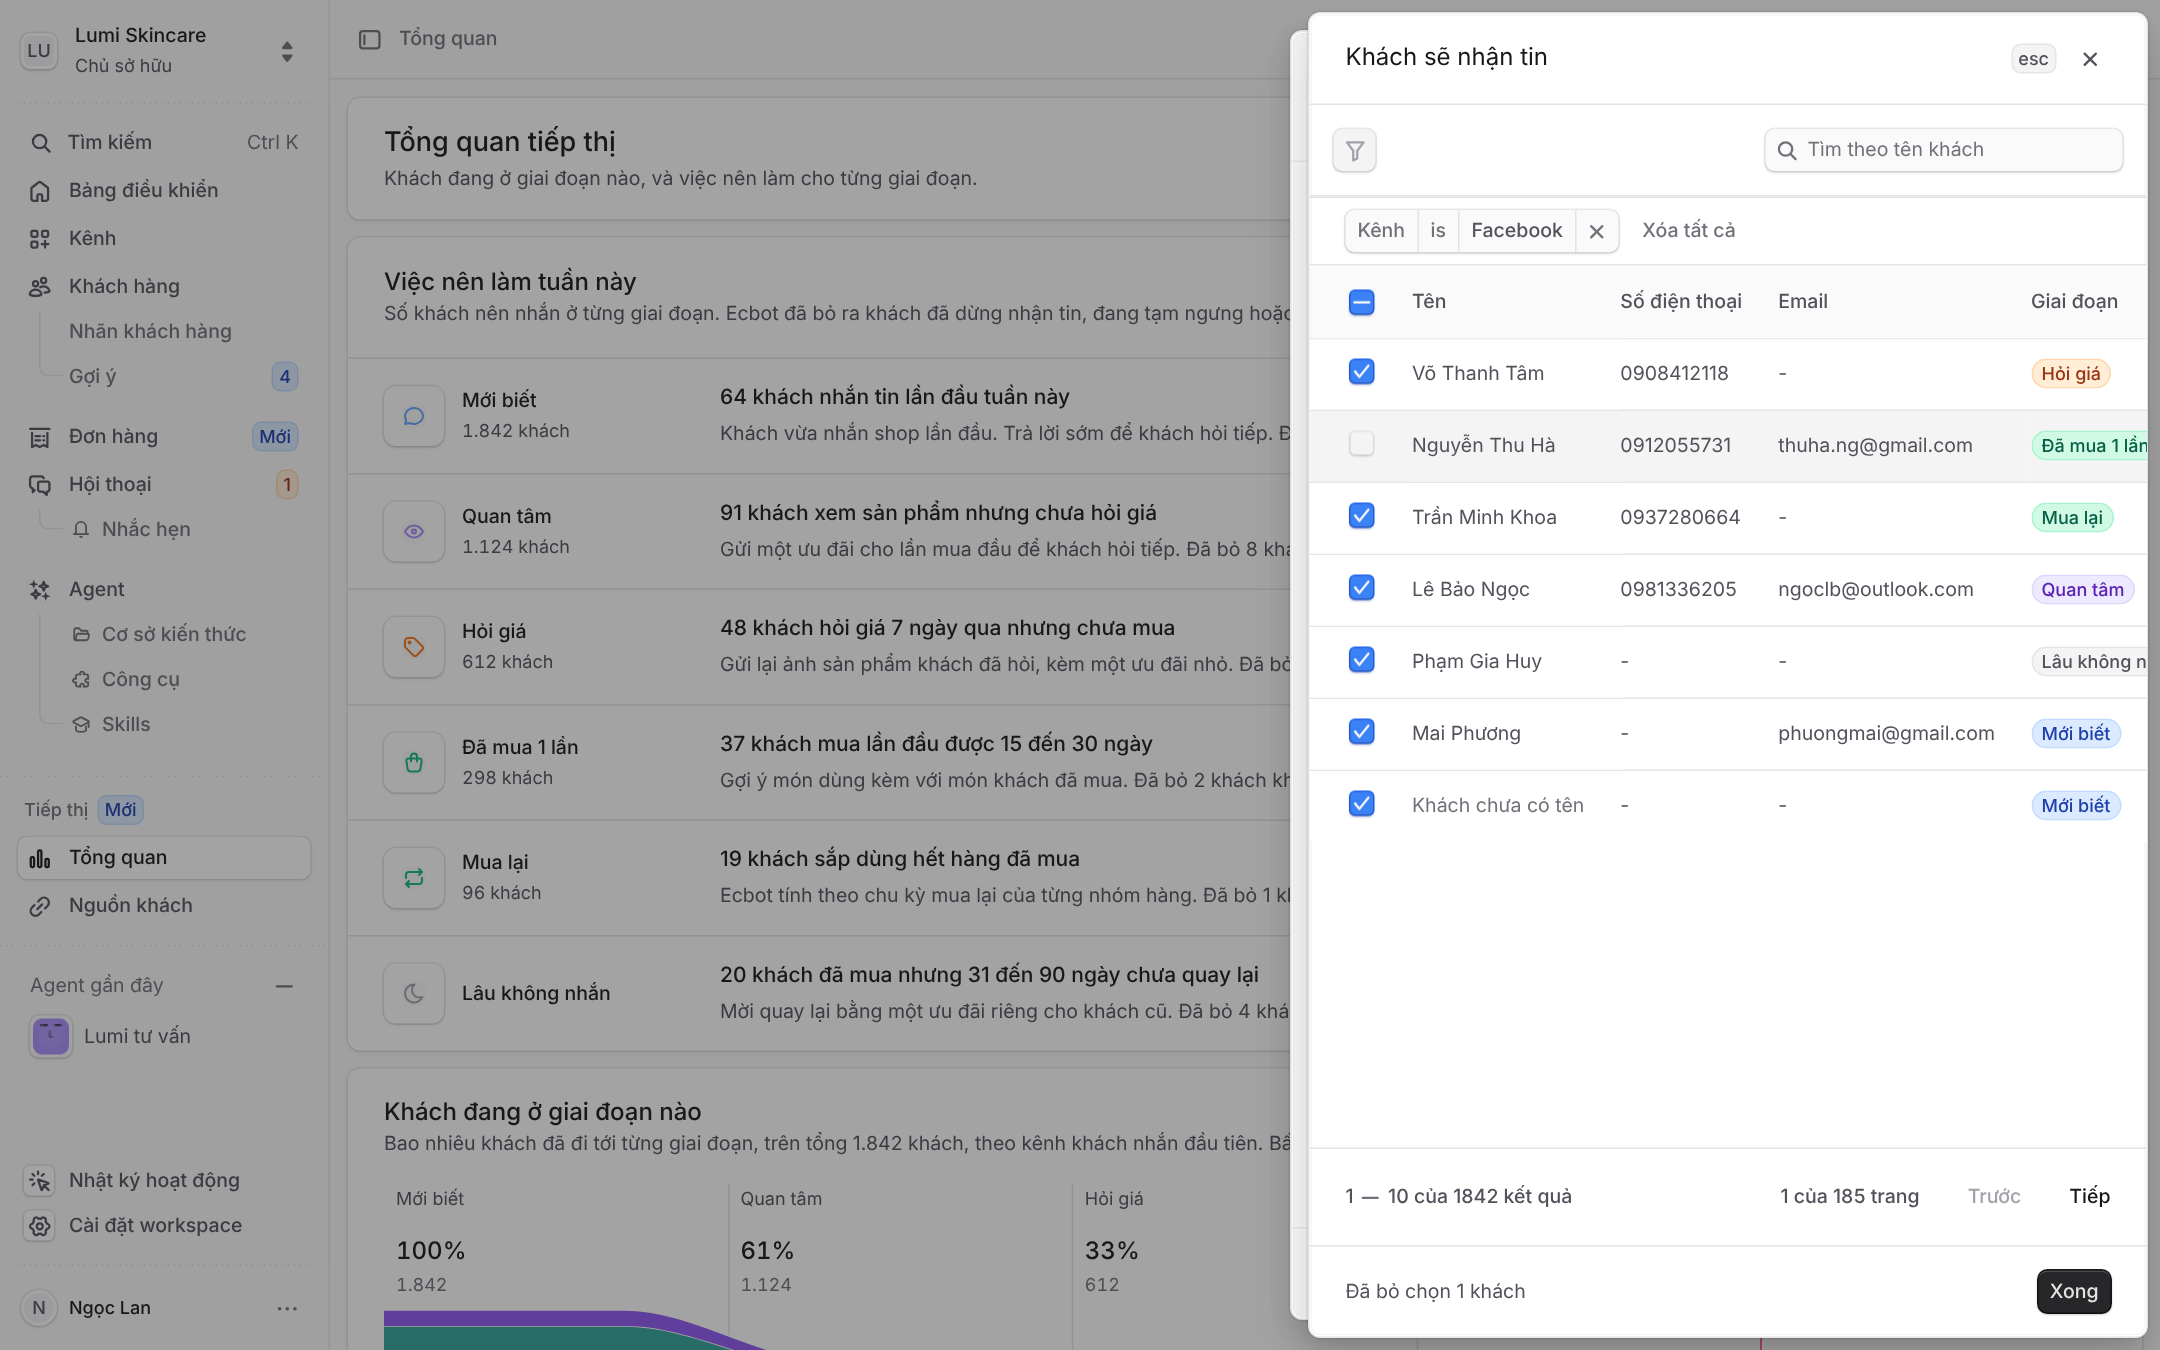 LU
Lumi Skincare
Chủ sở hữu
Tìm kiếm
Ctrl K
Bảng điều khiển
Kênh
Khách hàng
Nhãn khách hàng
Gợi ý
4
Đơn hàng
Mới
Hội thoại
1
Nhắc hẹn
Agent
Cơ sở kiến thức
Công cụ
Skills
Tiếp thị
Mới
Tổng quan
Nguồn khách
Agent gần đây
Lumi tư vấn
Nhật ký hoạt động
Cài đặt workspace
N
Ngọc Lan
Tổng quan
Tổng quan tiếp thị
Khách đang ở giai đoạn nào, và việc nên làm cho từng giai đoạn.
Việc nên làm tuần này
Số khách nên nhắn ở từng giai đoạn. Ecbot đã bỏ ra khách đã dừng nhận tin, đang tạm ngưng hoặc
Mới biết
1.842 khách
64 khách nhắn tin lần đầu tuần này
Khách vừa nhắn shop lần đầu. Trả lời sớm để khách hỏi tiếp.
Quan tâm
1.124 khách
91 khách xem sản phẩm nhưng chưa hỏi giá
Gửi một ưu đãi cho lần mua đầu để khách hỏi tiếp. Đã bỏ 8
Hỏi giá
612 khách
48 khách hỏi giá 7 ngày qua nhưng chưa mua
Gửi lại ảnh sản phẩm khách đã hỏi, kèm một ưu đãi nhỏ. Đã bỏ
Đã mua 1 lần
298 khách
37 khách mua lần đầu được 15 đến 30 ngày
Gợi ý món dùng kèm với món khách đã mua. Đã bỏ 2 khách
Mua lại
96 khách
19 khách sắp dùng hết hàng đã mua
Ecbot tính theo chu kỳ mua lại của từng nhóm hàng. Đã bỏ 1
Lâu không nhắn
20 khách đã mua nhưng 31 đến 90 ngày chưa quay lại
Mời quay lại bằng một ưu đãi riêng cho khách cũ. Đã bỏ 4
Khách đang ở giai đoạn nào
Bao nhiêu khách đã đi tới từng giai đoạn, trên tổng 1.842 khách, theo kênh khách nhắn đầu tiên.
Mới biết
100%
1.842
Quan tâm
61%
1.124
Hỏi giá
33%
612
Khách sẽ nhận tin
esc
Tìm theo tên khách
Kênh is Facebook
Xóa tất cả
Tên Số điện thoại Email Giai đoạn
Võ Thanh Tâm 0908412118 - Hỏi giá
Nguyễn Thu Hà 0912055731 thuha.ng@gmail.com Đã mua 1 lần
Trần Minh Khoa 0937280664 - Mua lại
Lê Bảo Ngọc 0981336205 ngoclb@outlook.com Quan tâm
Phạm Gia Huy - - Lâu không n
Mai Phương - phuongmai@gmail.com Mới biết
Khách chưa có tên - - Mới biết
1 — 10 của 1842 kết quả
1 của 185 trang
Trước
Tiếp
Đã bỏ chọn 1 khách
Xong